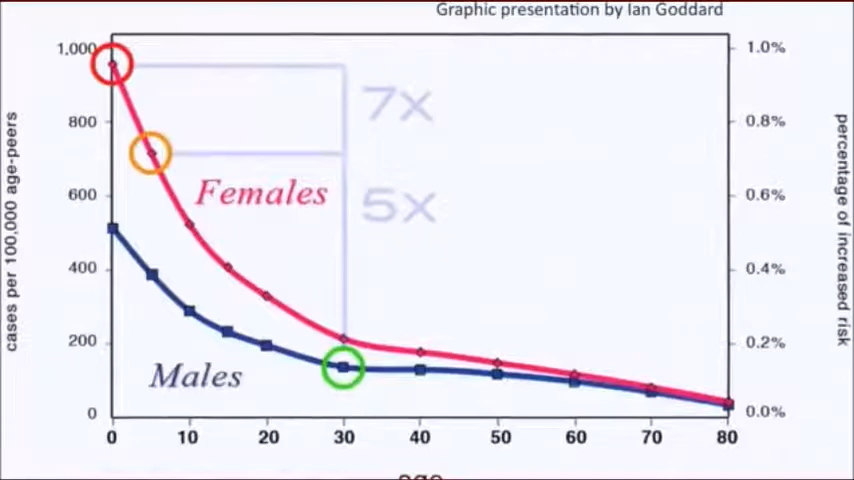 Graphic presentation by Ian Goddard
1,000
800
600
400
200
0
cases per 100,000 age-peers
1.0%
0.8%
0.6%
0.4%
0.2%
0.0%
percentage of increased risk
7X
5X
Females
Males
0 10 20 30 40 50 60 70 80
age